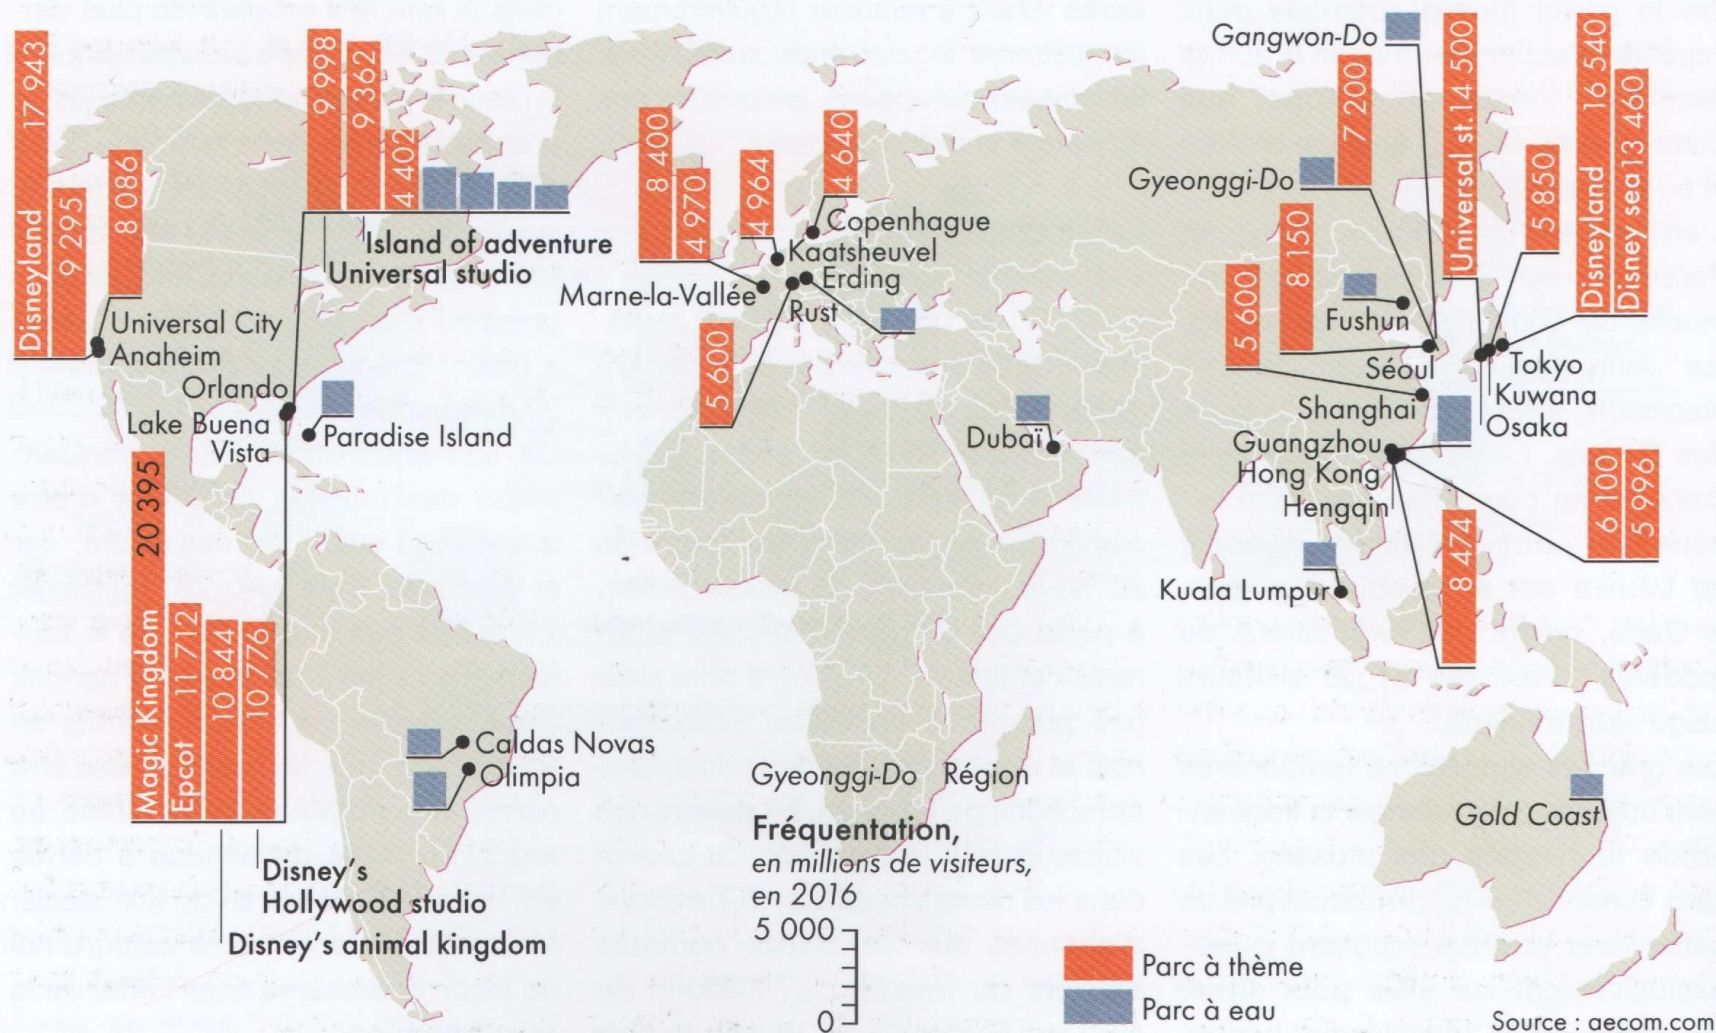 Disneyland 17 943
9 295
8 086
Universal City
Anaheim
9 998
9 362
4 402
Island of adventure
Universal studio
Orlando
Lake Buena
Vista
Paradise Island
Magic Kingdom 20 395
Epcot 11 712
10 844
10 776
Disney's
Hollywood studio
Disney's animal kingdom
Caldas Novas
Olimpia
8 400
4 970
4 964
4 640
Copenhague
Kaatsheuvel
Erding
Marne-la-Vallée
Rust
5 600
Dubaï
Gangwon-Do
Gyeonggi-Do
7 200
8 150
5 600
Universal st. 14 500
5 850
Disneyland 16 540
Disney sea 13 460
Fushun
Séoul
Tokyo
Kuwana
Osaka
Shanghai
Guangzhou
Hong Kong
Hengqin
6 100
5 996
8 474
Kuala Lumpur
Gold Coast
Gyeonggi-Do Région
Fréquentation,
en millions de visiteurs,
en 2016
5 000
0
Parc à thème
Parc à eau
Source : aecom.com